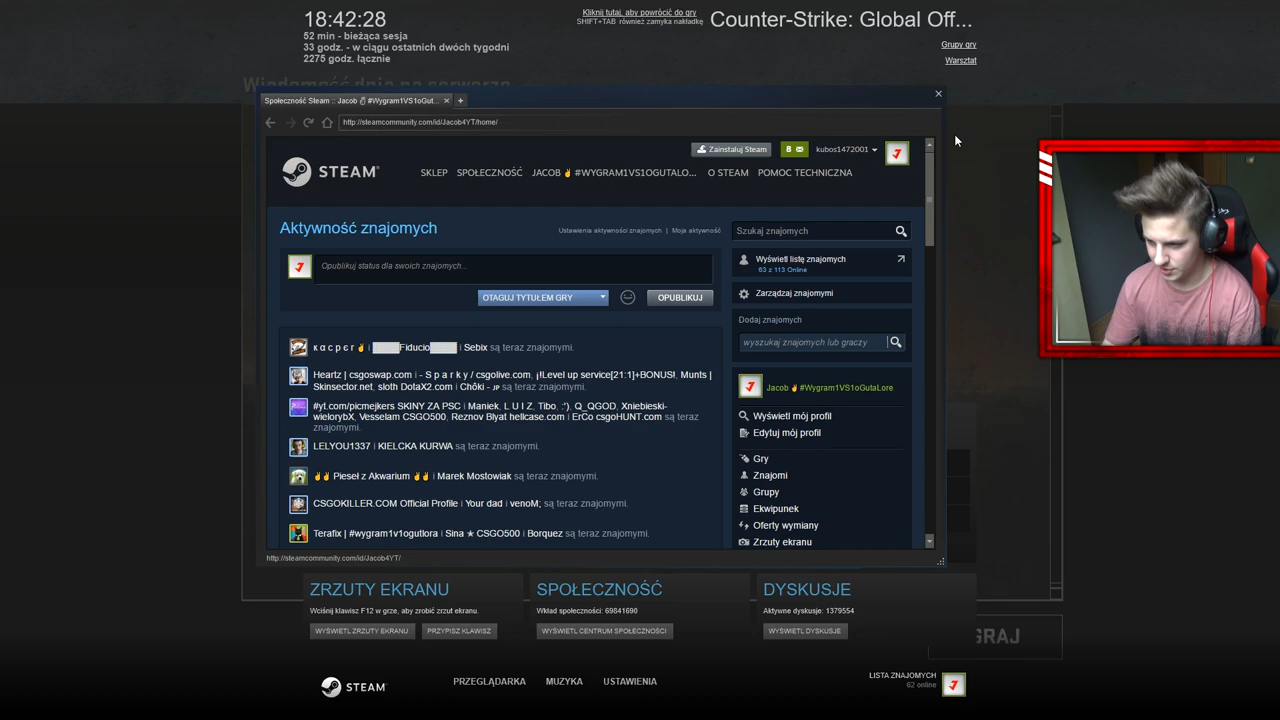 18:42:28
52 min - bieżąca sesja
33 godz. - w ciągu ostatnich dwóch tygodni
2275 godz. łącznie
Kliknij tutaj, aby powrócić do gry
SHIFT+TAB również zamyka nakładkę
Counter-Strike: Global Off...
Grupy gry
Warsztat
Wiadomość dnia na serwerze
Społeczność Steam :: Jacob ✌ #Wygram1VS1oGut...
http://steamcommunity.com/id/Jacob4YT/home/
Zainstaluj Steam
8
kubos1472001
STEAM
SKLEP
SPOŁECZNOŚĆ
JACOB ✌ #WYGRAM1VS1OGUTALO...
O STEAM
POMOC TECHNICZNA
Aktywność znajomych
Ustawienia aktywności znajomych | Moja aktywność
Opublikuj status dla swoich znajomych...
OTAGUJ TYTUŁEM GRY
OPUBLIKUJ
к α c p є r ✌ i ▒▒▒▒Fiducio▒▒▒▒ i Sebix są teraz znajomymi.
Heartz | csgoswap.com i - S p a r k y / csgolive.com, ¡!Level up service[21:1]+BONUS!, Munts |
Skinsector.net, sloth DotaX2.com i Chôki - JP są teraz znajomymi.
#yt.com/picmejkers SKINY ZA PSC i Maniek, L U I Z, Tibo, :'), Q_QGOD, Xniebieski-
wielorybX, Vesselam CSGO500, Reznov Blyat hellcase.com i ErCo csgoHUNT.com są teraz
znajomymi.
LELYOU1337 i KIELCKA KURWA są teraz znajomymi.
✌✌ Pieseł z Akwarium ✌✌ i Marek Mostowiak są teraz znajomymi.
CSGOKILLER.COM Official Profile i Your dad i venoM; są teraz znajomymi.
Terafix | #wygram1v1ogutlora i Sina ★ CSGO500 i Borquez są teraz znajomymi.
Szukaj znajomych
Wyświetl listę znajomych
63 z 113 Online
Zarządzaj znajomymi
Dodaj znajomych
wyszukaj znajomych lub graczy
Jacob ✌ #Wygram1VS1oGutaLore
Wyświetl mój profil
Edytuj mój profil
Gry
Znajomi
Grupy
Ekwipunek
Oferty wymiany
Zrzuty ekranu
http://steamcommunity.com/id/Jacob4YT/
ZRZUTY EKRANU
Wciśnij klawisz F12 w grze, aby zrobić zrzut ekranu.
WYŚWIETL ZRZUTY EKRANU
PRZYPISZ KLAWISZ
SPOŁECZNOŚĆ
Wkład społeczności: 69841690
WYŚWIETL CENTRUM SPOŁECZNOŚCI
DYSKUSJE
Aktywne dyskusje: 1379554
WYŚWIETL DYSKUSJE
GRAJ
STEAM
PRZEGLĄDARKA
MUZYKA
USTAWIENIA
LISTA ZNAJOMYCH
62 online